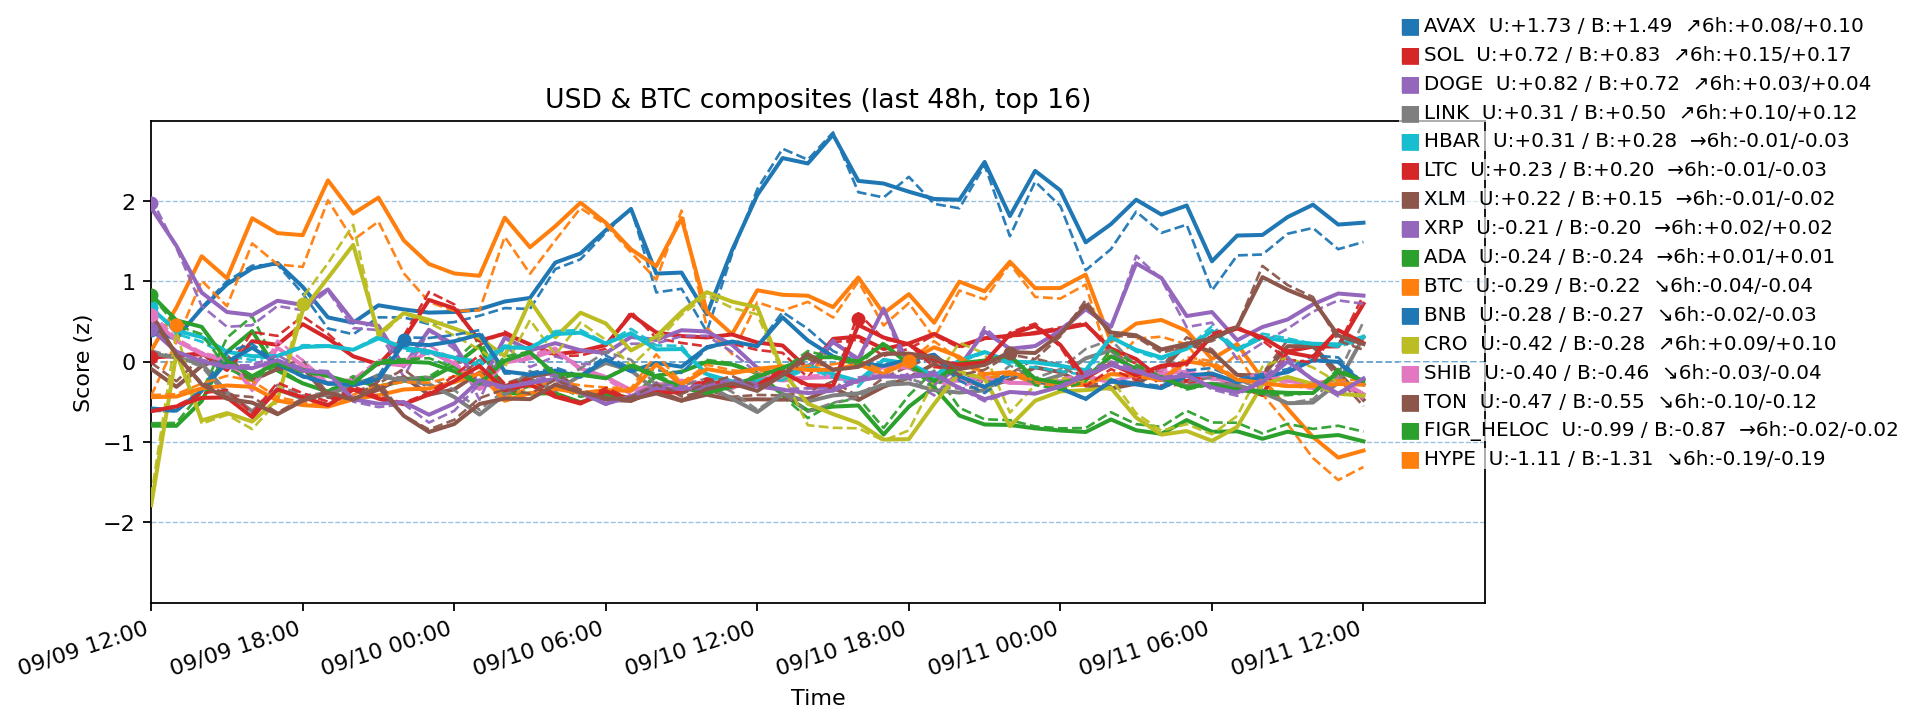 AVAX U:+1.73 / B:+1.49 ↗6h:+0.08/+0.10
SOL U:+0.72 / B:+0.83 ↗6h:+0.15/+0.17
DOGE U:+0.82 / B:+0.72 ↗6h:+0.03/+0.04
LINK U:+0.31 / B:+0.50 ↗6h:+0.10/+0.12
HBAR U:+0.31 / B:+0.28 →6h:-0.01/-0.03
LTC U:+0.23 / B:+0.20 →6h:-0.01/-0.03
XLM U:+0.22 / B:+0.15 →6h:-0.01/-0.02
XRP U:-0.21 / B:-0.20 →6h:+0.02/+0.02
ADA U:-0.24 / B:-0.24 →6h:+0.01/+0.01
BTC U:-0.29 / B:-0.22 ↘6h:-0.04/-0.04
BNB U:-0.28 / B:-0.27 ↘6h:-0.02/-0.03
CRO U:-0.42 / B:-0.28 ↗6h:+0.09/+0.10
SHIB U:-0.40 / B:-0.46 ↘6h:-0.03/-0.04
TON U:-0.47 / B:-0.55 ↘6h:-0.10/-0.12
FIGR_HELOC U:-0.99 / B:-0.87 →6h:-0.02/-0.02
HYPE U:-1.11 / B:-1.31 ↘6h:-0.19/-0.19
USD & BTC composites (last 48h, top 16)
Score (z)
2
1
0
−1
−2
09/09 12:00
09/09 18:00
09/10 00:00
09/10 06:00
09/10 12:00
09/10 18:00
09/11 00:00
09/11 06:00
09/11 12:00
Time